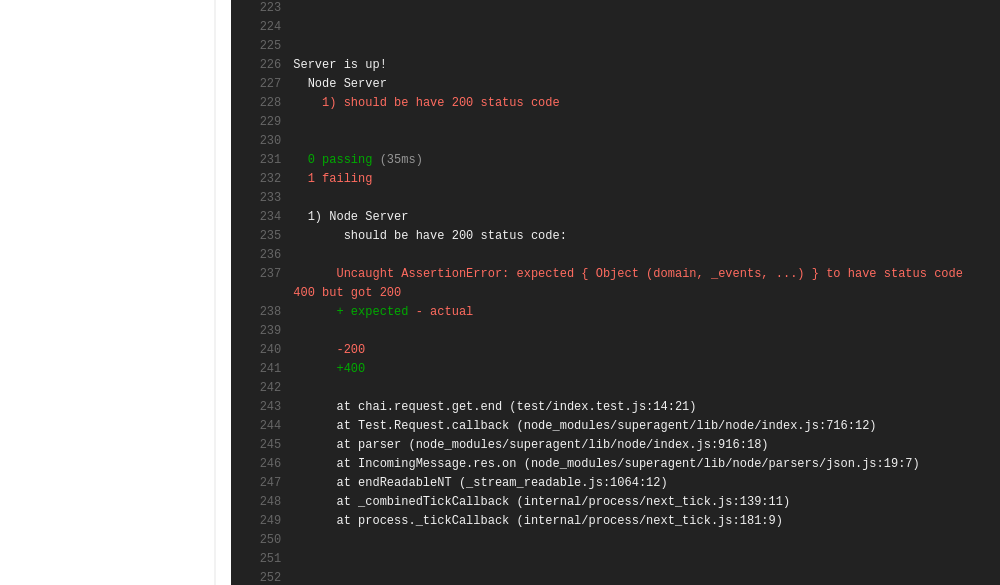 223
224
225
226 Server is up!
227 Node Server
228 1) should be have 200 status code
229
230
231 0 passing (35ms)
232 1 failing
233
234 1) Node Server
235 should be have 200 status code:
236
237 Uncaught AssertionError: expected { Object (domain, _events, ...) } to have status code
400 but got 200
238 + expected - actual
239
240 -200
241 +400
242
243 at chai.request.get.end (test/index.test.js:14:21)
244 at Test.Request.callback (node_modules/superagent/lib/node/index.js:716:12)
245 at parser (node_modules/superagent/lib/node/index.js:916:18)
246 at IncomingMessage.res.on (node_modules/superagent/lib/node/parsers/json.js:19:7)
247 at endReadableNT (_stream_readable.js:1064:12)
248 at _combinedTickCallback (internal/process/next_tick.js:139:11)
249 at process._tickCallback (internal/process/next_tick.js:181:9)
250
251
252